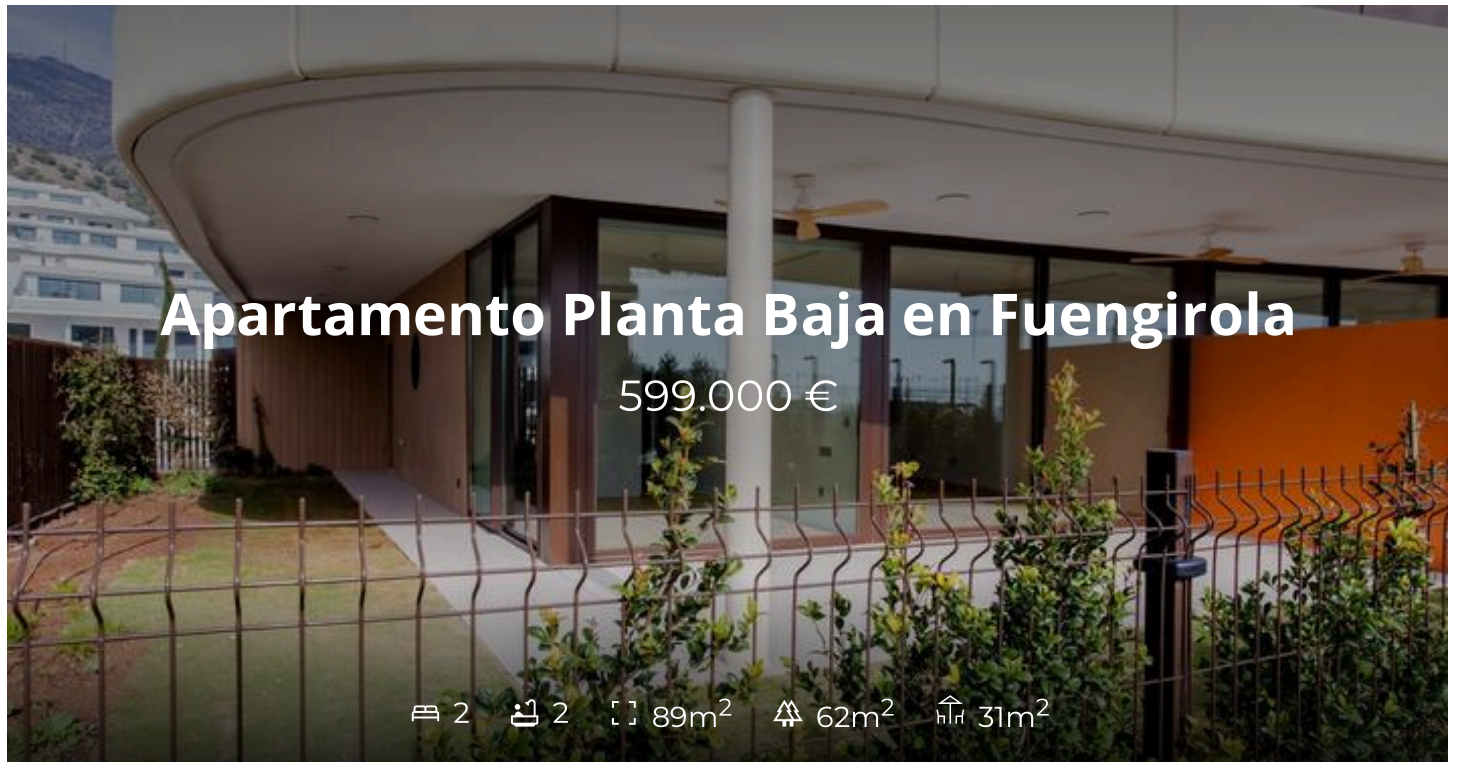 Apartamento Planta Baja en Fuengirola
599.000 €
2 2 89m² 62m² 31m²